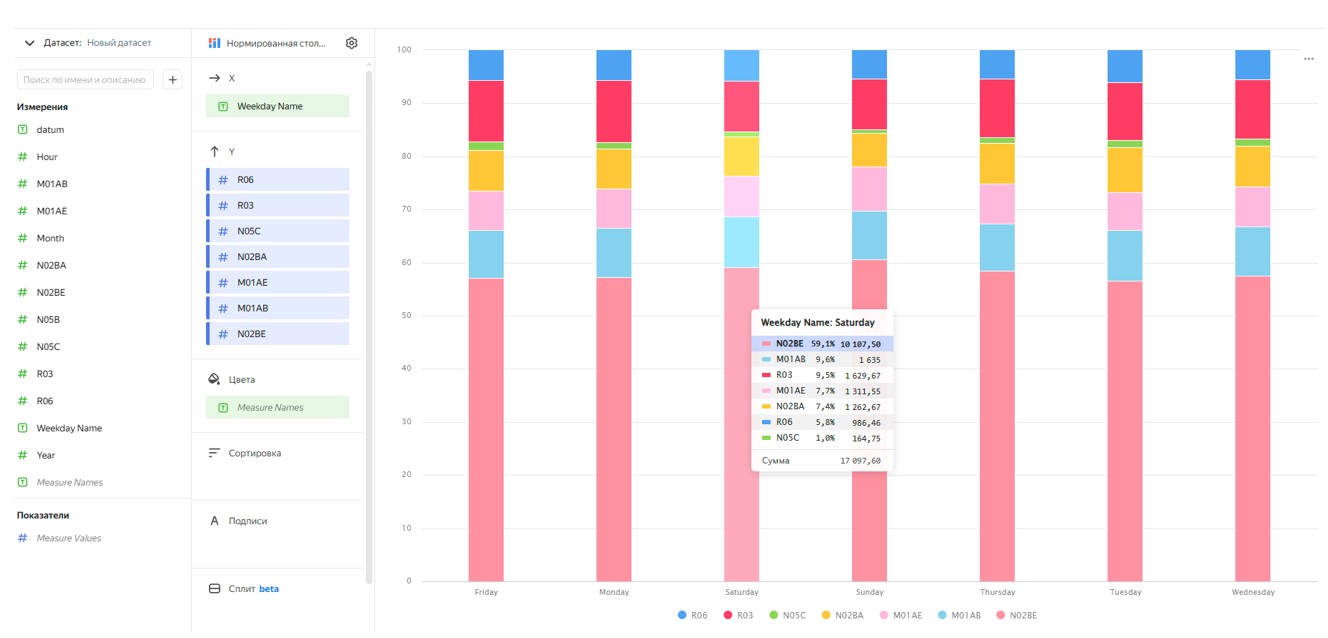 Датасет: Новый датасет
Поиск по имени и описанию
+
Измерения
datum
Hour
M01AB
M01AE
Month
N02BA
N02BE
N05B
N05C
R03
R06
Weekday Name
Year
Measure Names
Показатели
Measure Values
Нормированная стол...
X
Weekday Name
Y
R06
R03
N05C
N02BA
M01AE
M01AB
N02BE
Цвета
Measure Names
Сортировка
Подписи
Сплит beta
100
90
80
70
60
50
40
30
20
10
0
Weekday Name: Saturday
N02BE 59,1% 10 107,50
M01AB 9,6% 1 635
R03 9,5% 1 629,67
M01AE 7,7% 1 311,55
N02BA 7,4% 1 262,67
R06 5,8% 986,46
N05C 1,0% 164,75
Сумма 17 097,60
Friday Monday Saturday Sunday Thursday Tuesday Wednesday
R06 R03 N05C N02BA M01AE M01AB N02BE